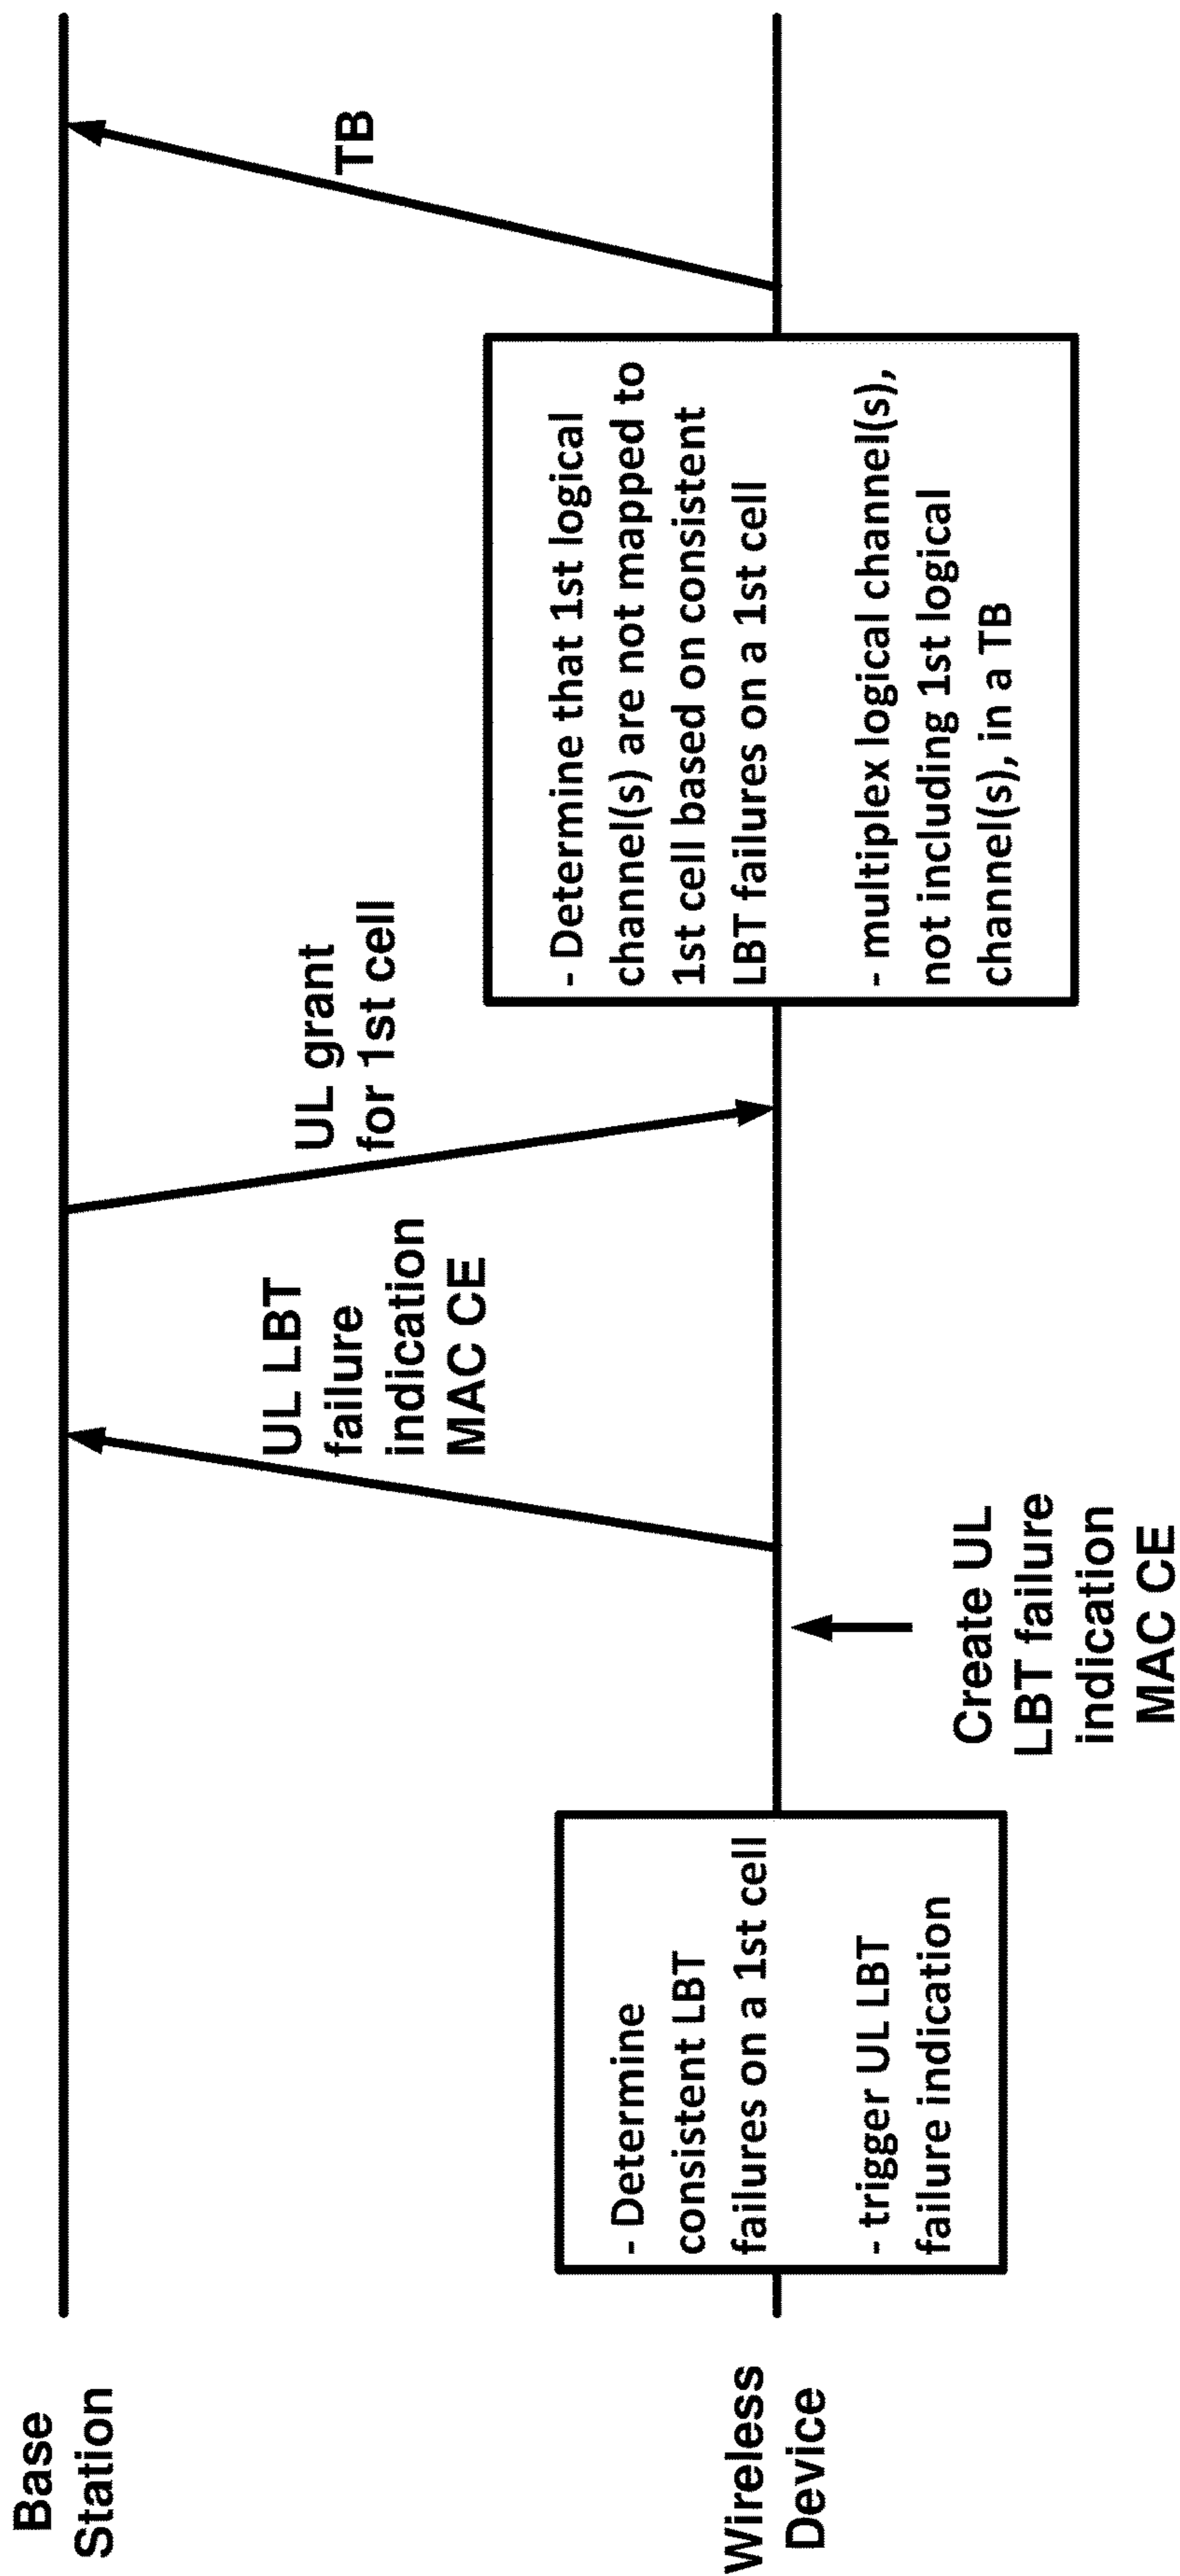 Base
Station
Wireless
Device
- Determine
consistent LBT
failures on a 1st cell
- trigger UL LBT
failure indication
Create UL
LBT failure
indication
MAC CE
UL LBT
failure
indication
MAC CE
UL grant
for 1st cell
- Determine that 1st logical
channel(s) are not mapped to
1st cell based on consistent
LBT failures on a 1st cell
- multiplex logical channel(s),
not including 1st logical
channel(s), in a TB
TB